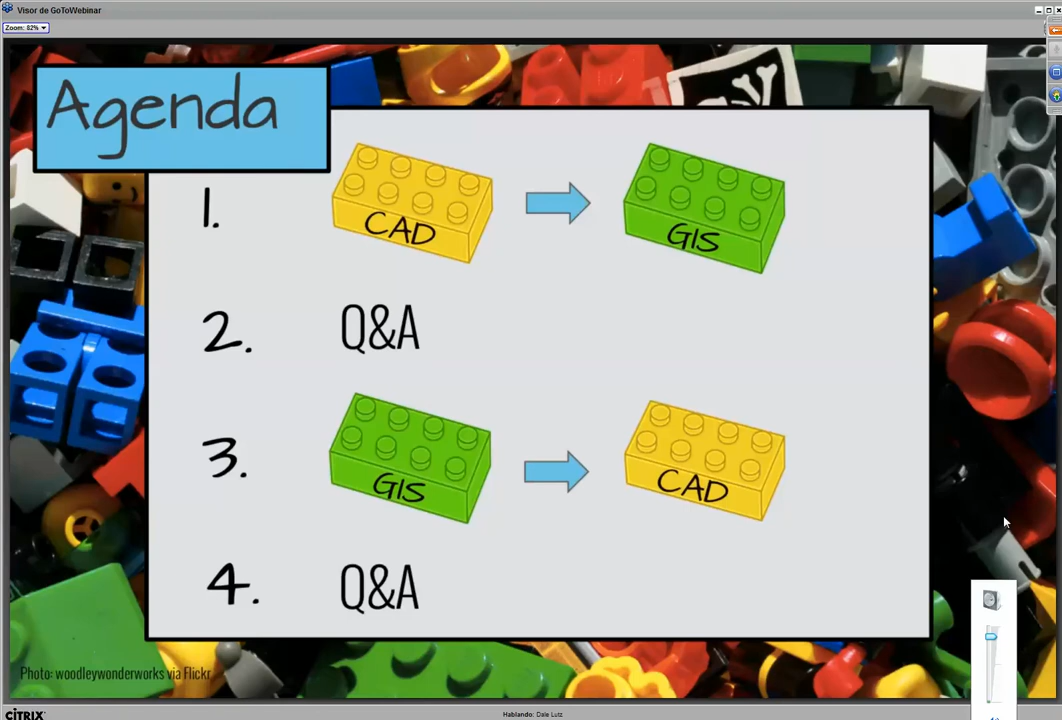 Visor de GoToWebinar
Zoom: 82%
Agenda
1.
CAD
GIS
2.
Q&A
3.
GIS
CAD
4.
Q&A
Photo: woodleywonderworks via Flickr
CITRIX
Hablando: Dale Lutz